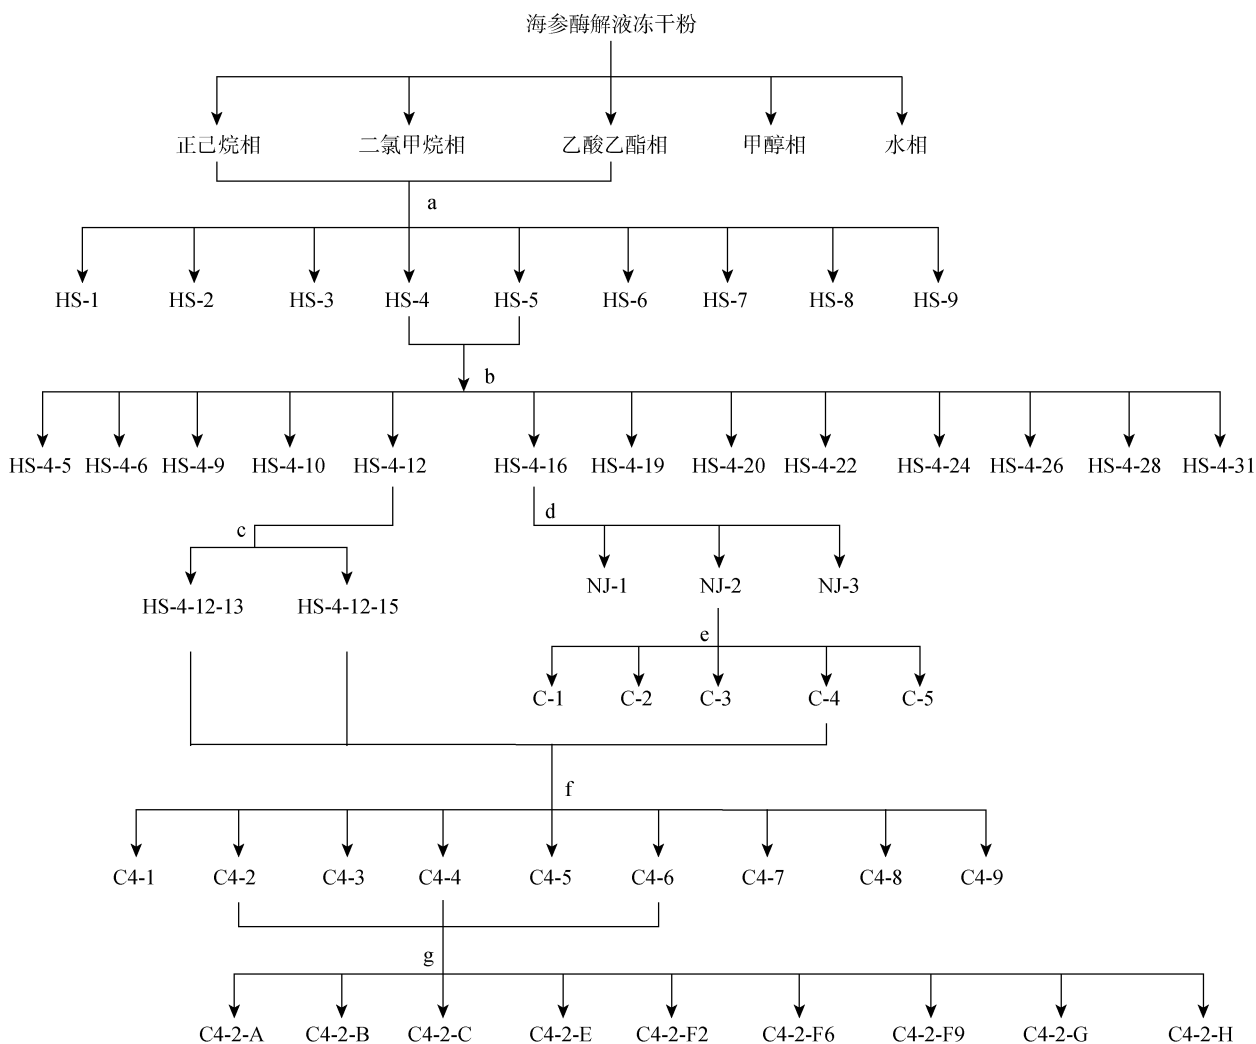 海参酶解液冻干粉
正己烷相 二氯甲烷相 乙酸乙酯相 甲醇相 水相
a
HS-1 HS-2 HS-3 HS-4 HS-5 HS-6 HS-7 HS-8 HS-9
b
HS-4-5 HS-4-6 HS-4-9 HS-4-10 HS-4-12 HS-4-16 HS-4-19 HS-4-20 HS-4-22 HS-4-24 HS-4-26 HS-4-28 HS-4-31
c d
NJ-1 NJ-2 NJ-3
HS-4-12-13 HS-4-12-15
e
C-1 C-2 C-3 C-4 C-5
f
C4-1 C4-2 C4-3 C4-4 C4-5 C4-6 C4-7 C4-8 C4-9
g
C4-2-A C4-2-B C4-2-C C4-2-E C4-2-F2 C4-2-F6 C4-2-F9 C4-2-G C4-2-H